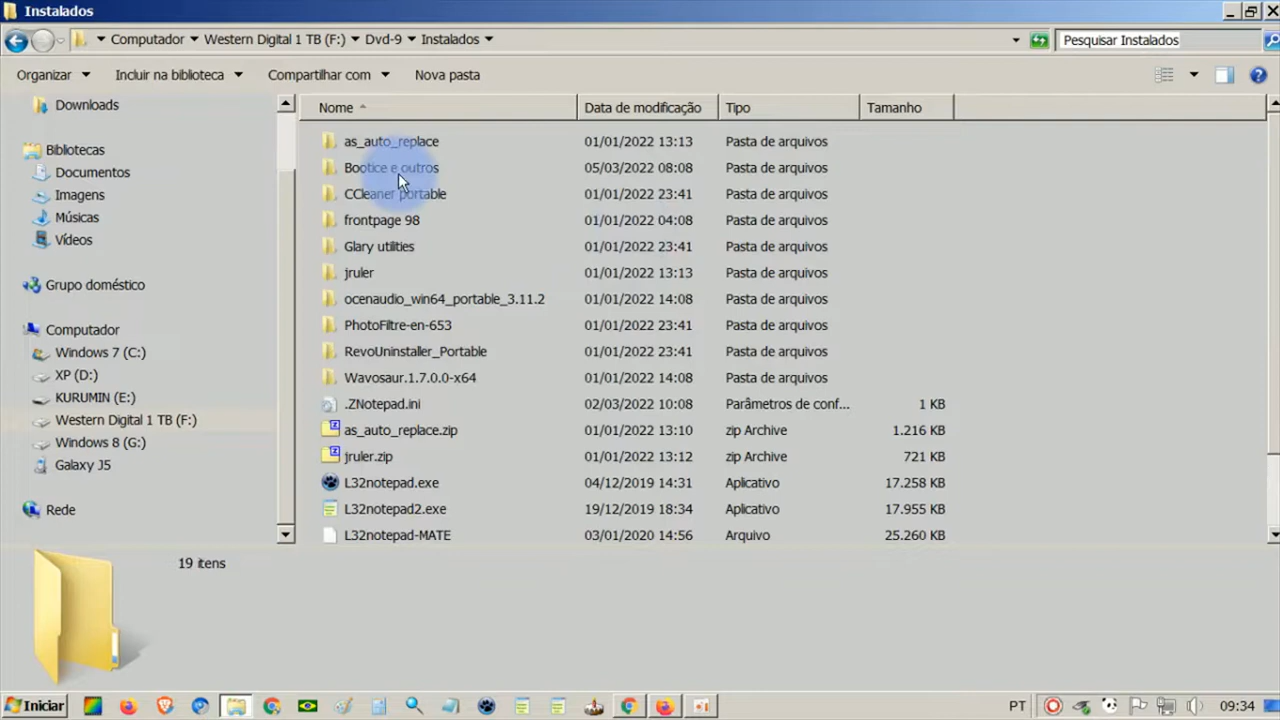 Instalados
Computador Western Digital 1 TB (F:) Dvd-9 Instalados
Pesquisar Instalados
Organizar Incluir na biblioteca Compartilhar com Nova pasta
Downloads
Bibliotecas
Documentos
Imagens
Músicas
Vídeos
Grupo doméstico
Computador
Windows 7 (C:)
XP (D:)
KURUMIN (E:)
Western Digital 1 TB (F:)
Windows 8 (G:)
Galaxy J5
Rede
Nome Data de modificação Tipo Tamanho
as_auto_replace 01/01/2022 13:13 Pasta de arquivos
Bootice e outros 05/03/2022 08:08 Pasta de arquivos
CCleaner portable 01/01/2022 23:41 Pasta de arquivos
frontpage 98 01/01/2022 04:08 Pasta de arquivos
Glary utilities 01/01/2022 23:41 Pasta de arquivos
jruler 01/01/2022 13:13 Pasta de arquivos
ocenaudio_win64_portable_3.11.2 01/01/2022 14:08 Pasta de arquivos
PhotoFiltre-en-653 01/01/2022 23:41 Pasta de arquivos
RevoUninstaller_Portable 01/01/2022 23:41 Pasta de arquivos
Wavosaur.1.7.0.0-x64 01/01/2022 14:08 Pasta de arquivos
.ZNotepad.ini 02/03/2022 10:08 Parâmetros de conf... 1 KB
as_auto_replace.zip 01/01/2022 13:10 zip Archive 1.216 KB
jruler.zip 01/01/2022 13:12 zip Archive 721 KB
L32notepad.exe 04/12/2019 14:31 Aplicativo 17.258 KB
L32notepad2.exe 19/12/2019 18:34 Aplicativo 17.955 KB
L32notepad-MATE 03/01/2020 14:56 Arquivo 25.260 KB
19 itens
Iniciar PT 09:34